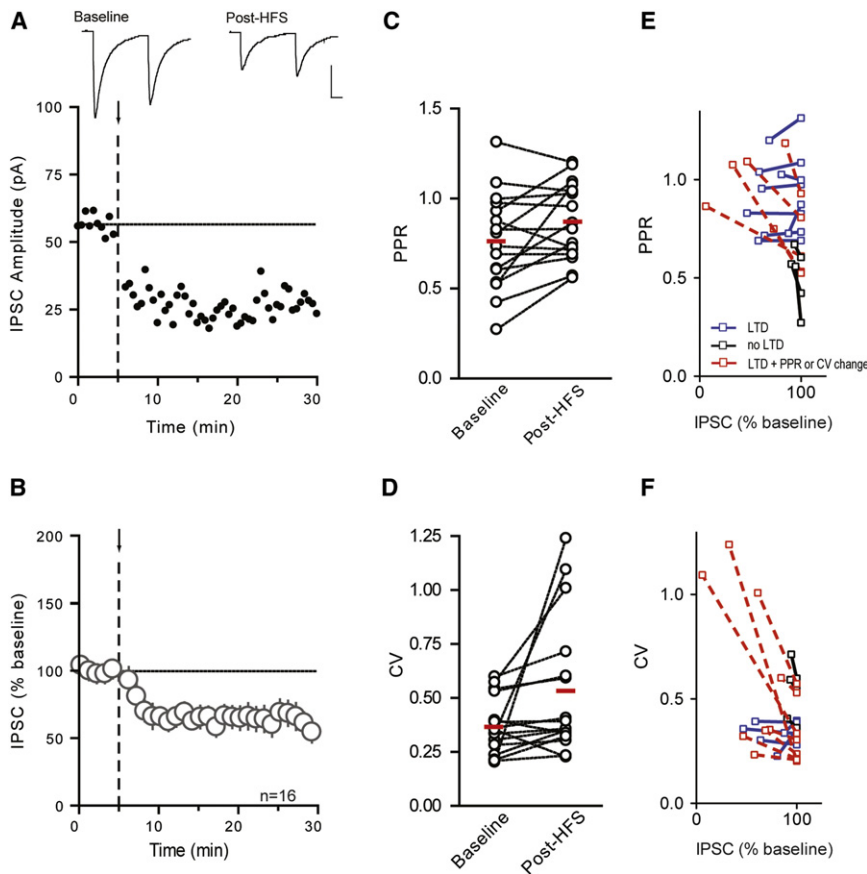 A
Baseline
Post-HFS
IPSC Amplitude (pA)
100
75
50
25
0
0
10
20
30
Time (min)
B
IPSC (% baseline)
200
150
100
50
0
n=16
0
10
20
30
Time (min)
C
PPR
1.5
1.0
0.5
0.0
Baseline
Post-HFS
D
CV
1.25
1.00
0.75
0.50
0.25
0.00
Baseline
Post-HFS
E
PPR
1.0
0.5
0.0
LTD
no LTD
LTD + PPR or CV change
0
100
IPSC (% baseline)
F
CV
1.0
0.5
0.0
0
100
IPSC (% baseline)